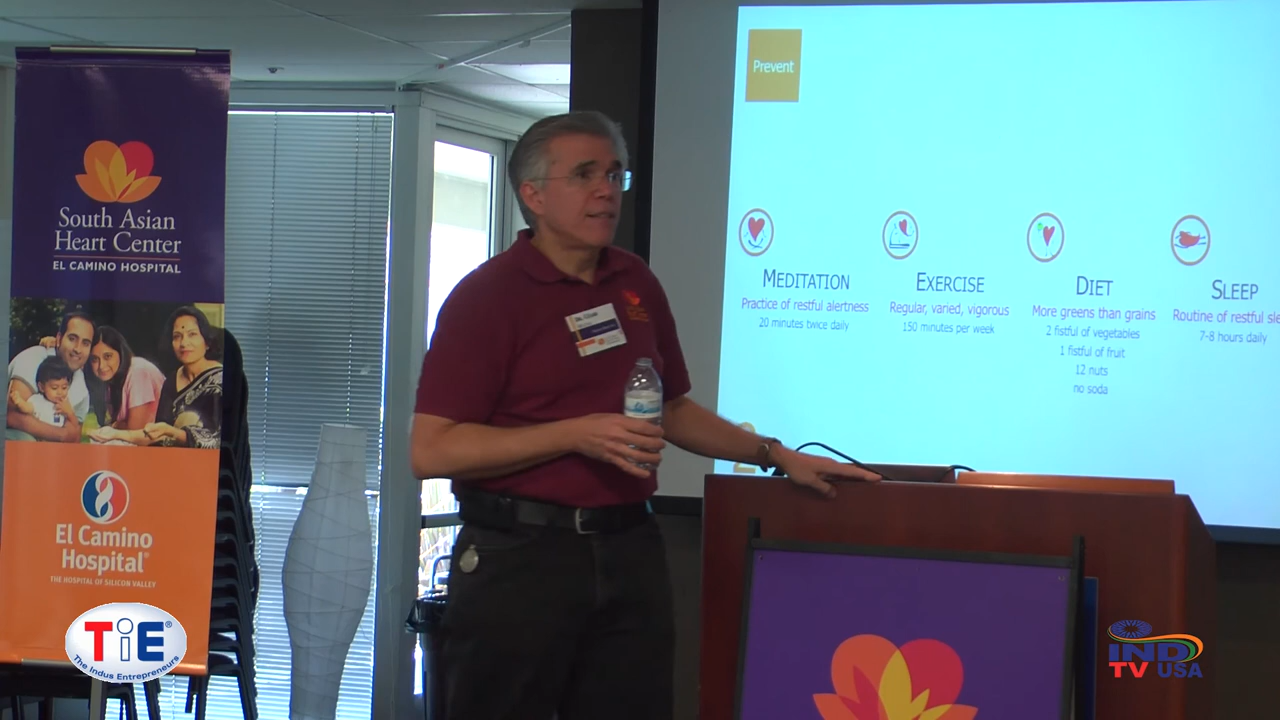 South Asian
Heart Center
EL CAMINO HOSPITAL
El Camino
Hospital®
THE HOSPITAL OF SILICON VALLEY
TiE®
The Indus Entrepreneurs
Prevent
MEDITATION
Practice of restful alertness
20 minutes twice daily
EXERCISE
Regular, varied, vigorous
150 minutes per week
DIET
More greens than grains
2 fistful of vegetables
1 fistful of fruit
12 nuts
no soda
SLEEP
Routine of restful sle
7-8 hours daily
IND
TV USA